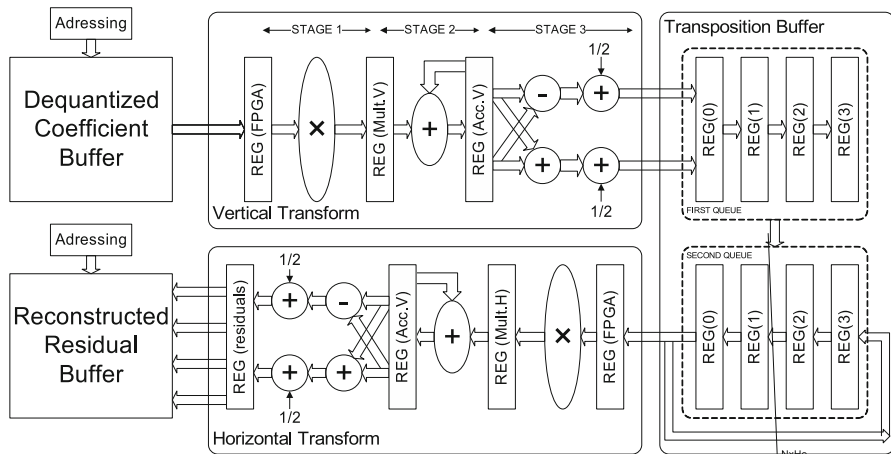 Adressing
Dequantized
Coefficient
Buffer
STAGE 1
STAGE 2
STAGE 3
REG (FPGA)
×
REG (Mult.V)
+
REG (Acc.V)
-
+
1/2
+
+
1/2
Vertical Transform
Transposition Buffer
REG(0)
REG(1)
REG(2)
REG(3)
FIRST QUEUE
Adressing
Reconstructed
Residual
Buffer
REG (residuals)
1/2
+
-
+
+
1/2
REG (Acc.V)
+
REG (Mult.H)
×
REG (FPGA)
Horizontal Transform
SECOND QUEUE
REG(0)
REG(1)
REG(2)
REG(3)